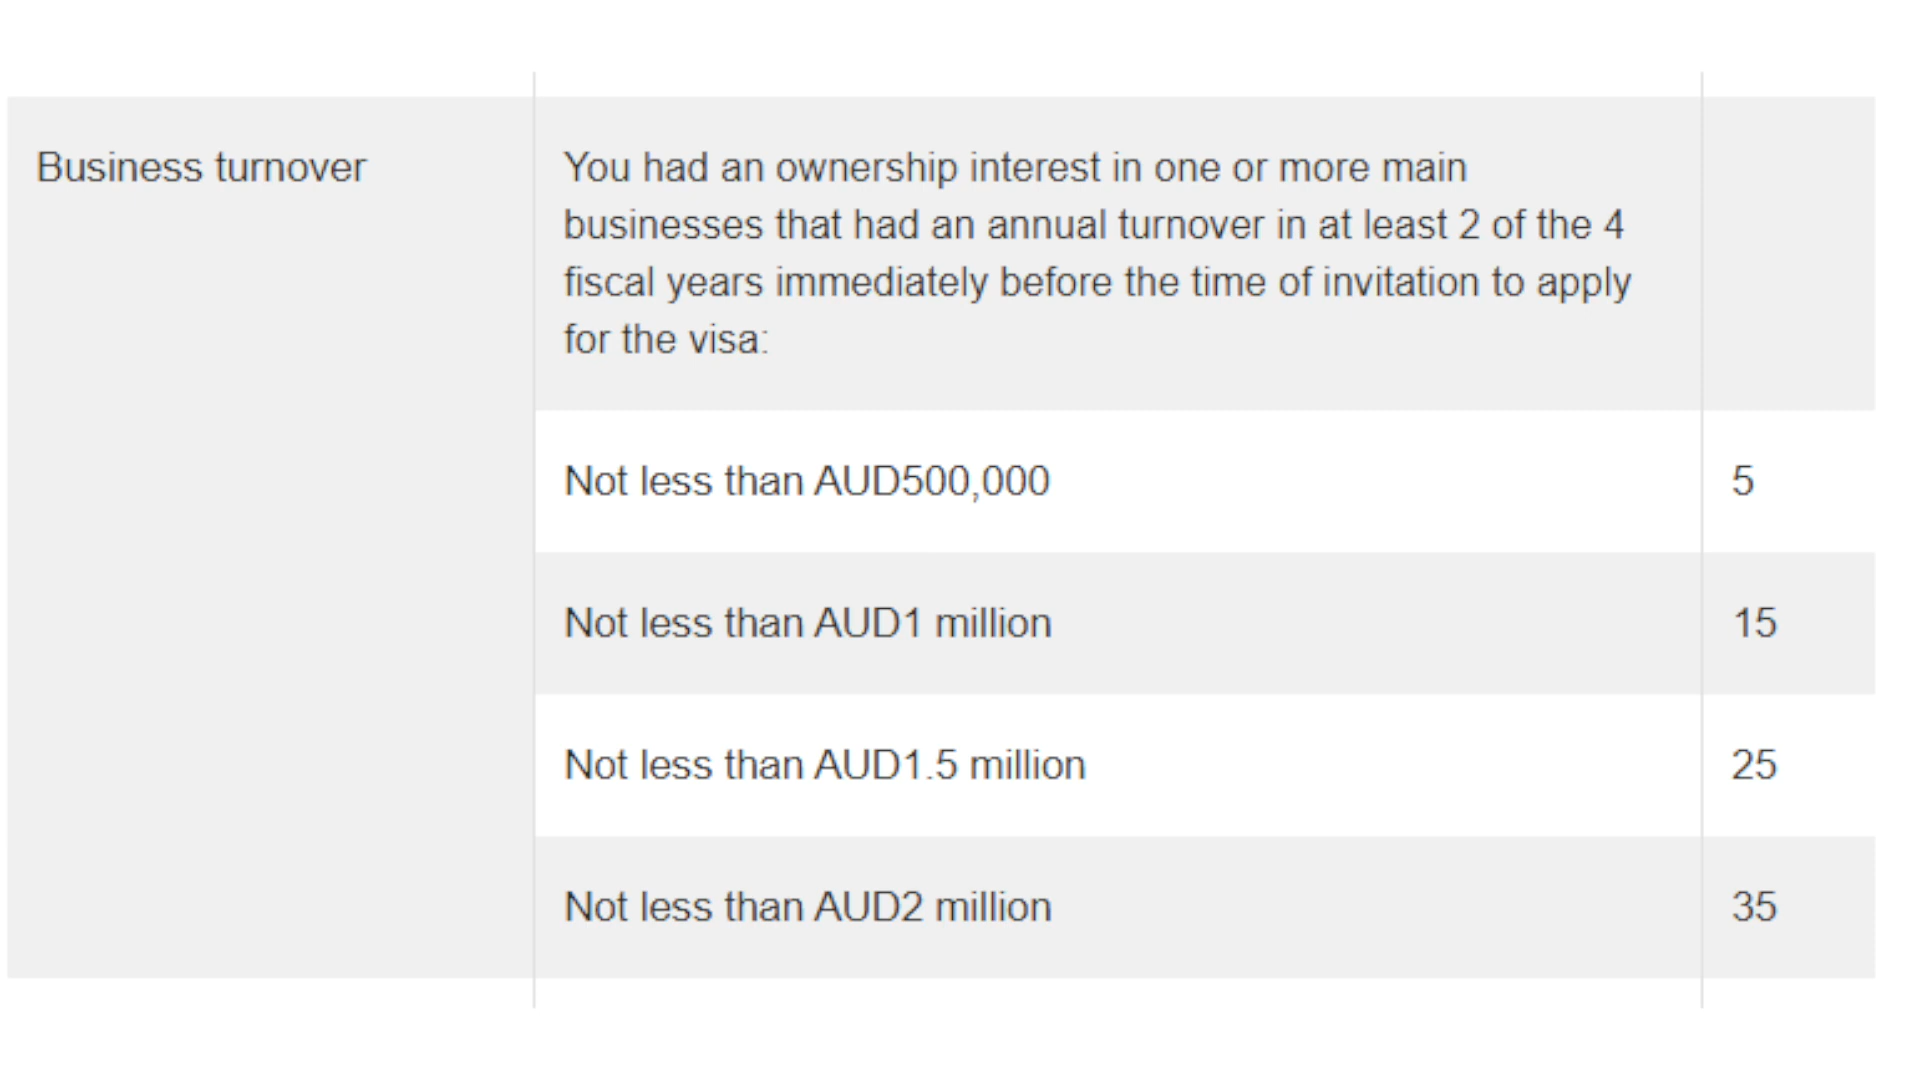 Business turnover
You had an ownership interest in one or more main
businesses that had an annual turnover in at least 2 of the 4
fiscal years immediately before the time of invitation to apply
for the visa:
Not less than AUD500,000 5
Not less than AUD1 million 15
Not less than AUD1.5 million 25
Not less than AUD2 million 35